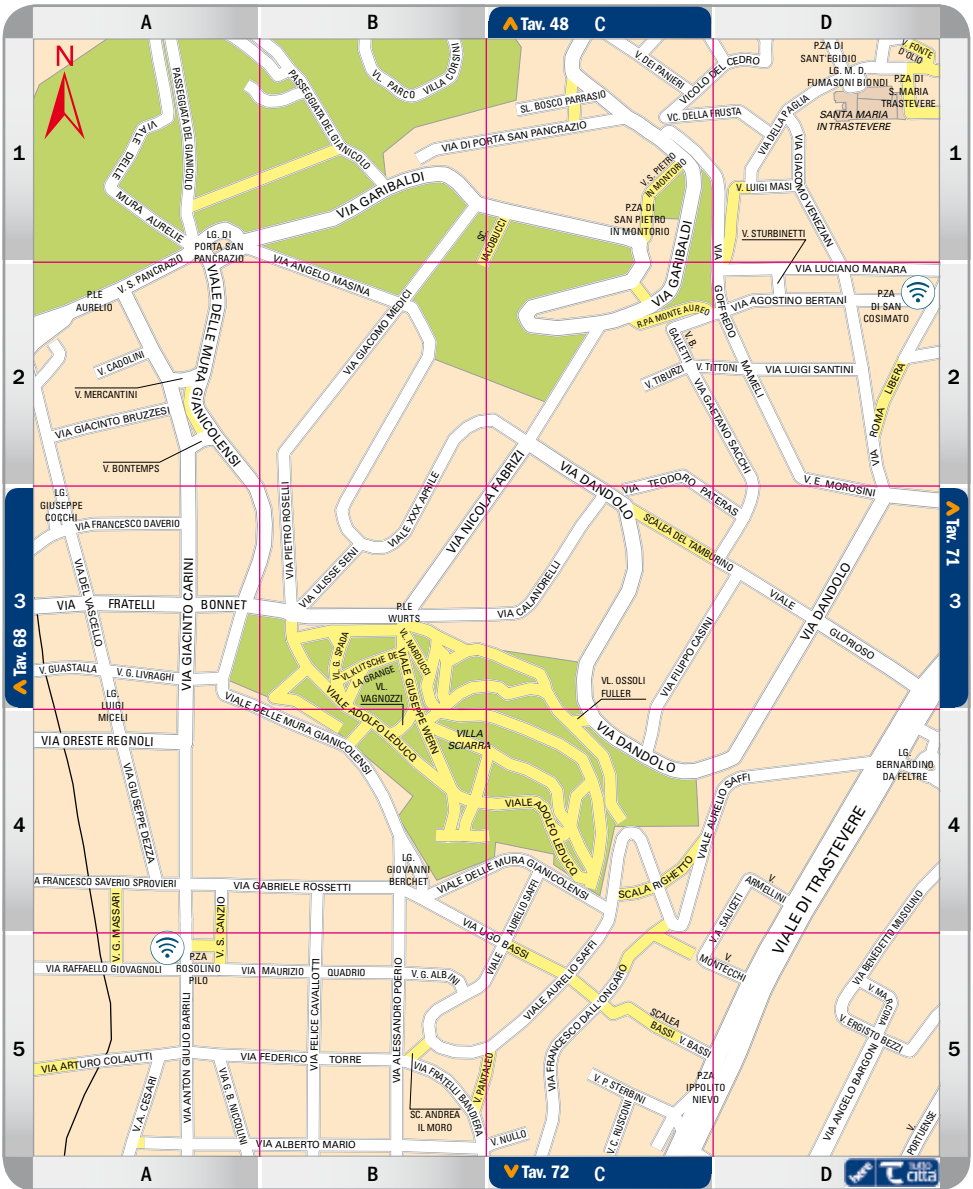 A
B
Tav. 48
C
D
N
1
1
2
2
3
3
4
4
5
5
Tav. 68
Tav. 71
PASSEGGIATA DEL GIANICOLO
PASSEGGIATA DEL GIANICOLO
VL. PARCO VILLA CORSINI
VIALE DELLE
MURA AURELIE
V. DEI PANIERI
VICOLO DEL CEDRO
P.ZA DI
SANT'EGIDIO
LG. M. D.
FUMASONI BIONDI
V. FONTE
D'OLIO
P.ZA DI
S. MARIA
TRASTEVERE
SANTA MARIA
IN TRASTEVERE
SL. BOSCO PARRASIO
VC. DELLA FRUSTA
VIA DELLA PAGLIA
VIA DI PORTA SAN PANCRAZIO
VIA GIACOMO VENEZIAN
V. S. PIETRO
IN MONTORIO
V. LUIGI MASI
VIA GARIBALDI
P.ZA DI
SAN PIETRO
IN MONTORIO
SC.
IACOBUCCI
V. STURBINETTI
LG. DI
PORTA SAN
PANCRAZIO
VIA GARIBALDI
VIA
GOFFREDO
MAMELI
V. S. PANCRAZIO
VIA ANGELO MASINA
VIA LUCIANO MANARA
P.LE
AURELIO
VIALE DELLE MURA GIANICOLENSI
VIA GIACOMO MEDICI
R.PA MONTE AUREO
VIA AGOSTINO BERTANI
P.ZA
DI SAN
COSIMATO
V. CADOLINI
V. MERCANTINI
V. B.
GALLETTI
V. TIBURZI
V. TITTONI
VIA LUIGI SANTINI
VIA GAETANO SACCHI
VIA ROMA LIBERA
VIA GIACINTO BRUZZESI
V. BONTEMPS
VIA NICOLA FABRIZI
VIA DANDOLO
VIA TEODORO PATERAS
V. E. MOROSINI
LG.
GIUSEPPE
COCCHI
VIA FRANCESCO DAVERIO
VIA PIETRO ROSELLI
VIALE XXX APRILE
VIA ULISSE SENI
SCALEA DEL TAMBURINO
VIALE
GLORIOSO
VIA DANDOLO
VIA DEL VASCELLO
VIA GIACINTO CARINI
VIA CALANDRELLI
VIA FRATELLI BONNET
P.LE
WURTS
VIA FILIPPO CASINI
VL. G. SPADA
VL. KLITSCHE DE
LA GRANGE
VL. NARDUCCI
VL.
VAGNOZZI
VIALE GIUSEPPE WERN
V. GUASTALLA
V. G. LIVRAGHI
VL. OSSOLI
FULLER
LG.
LUIGI
MICELI
VIALE DELLE MURA GIANICOLENSI
VIALE ADOLFO LEDUCQ
VILLA
SCIARRA
VIA DANDOLO
VIA ORESTE REGNOLI
LG.
BERNARDINO
DA FELTRE
VIA GIUSEPPE DEZZA
VIALE ADOLFO LEDUCQ
VIALE AURELIO SAFFI
VIALE DI TRASTEVERE
LG.
GIOVANNI
BERCHET
VIALE DELLE MURA GIANICOLENSI
SCALA RIGHETTO
A FRANCESCO SAVERIO SPROVIERI
VIA GABRIELE ROSSETTI
V. G. MASSARI
V. S. CANZIO
VIA UGO BASSI
VIALE AURELIO SAFFI
V. A. SALICETI
V.
ARMELLINI
VIA BENEDETTO MUSOLINO
P.ZA
ROSOLINO
PILO
VIA RAFFAELLO GIOVAGNOLI
VIA MAURIZIO QUADRIO
V. G. ALBINI
VIALE AURELIO SAFFI
V.
MONTECCHI
VIA FELICE CAVALLOTTI
VIA ALESSANDRO POERIO
VIA FRANCESCO DALL'ONGARO
SCALEA
BASSI
V. BASSI
V. ERGISTO BEZZI
VIA ANTON GIULIO BARRILI
VIA ARTURO COLAUTTI
VIA FEDERICO TORRE
VIA FRATELLI BANDIERA
V. PANTALEO
V. A. CESARI
VIA G. B. NICCOLINI
V. P. STERBINI
V. C. RUSCONI
P.ZA
IPPOLITO
NIEVO
VIA ANGELO BARGONI
V.
PORTUENSE
SC. ANDREA
IL MORO
V. NULLO
VIA ALBERTO MARIO
A
B
Tav. 72
C
D
here
TUTTO
città